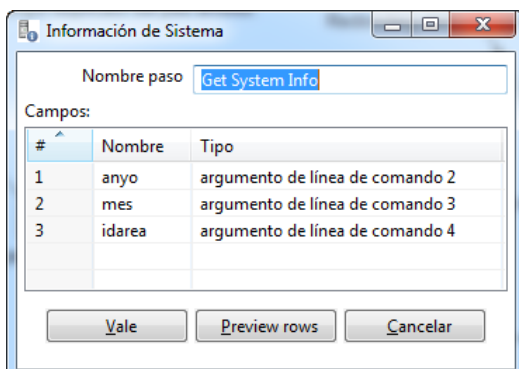 Información de Sistema
Nombre paso Get System Info
Campos:
# Nombre Tipo
1 anyo argumento de línea de comando 2
2 mes argumento de línea de comando 3
3 idarea argumento de línea de comando 4
Vale Preview rows Cancelar